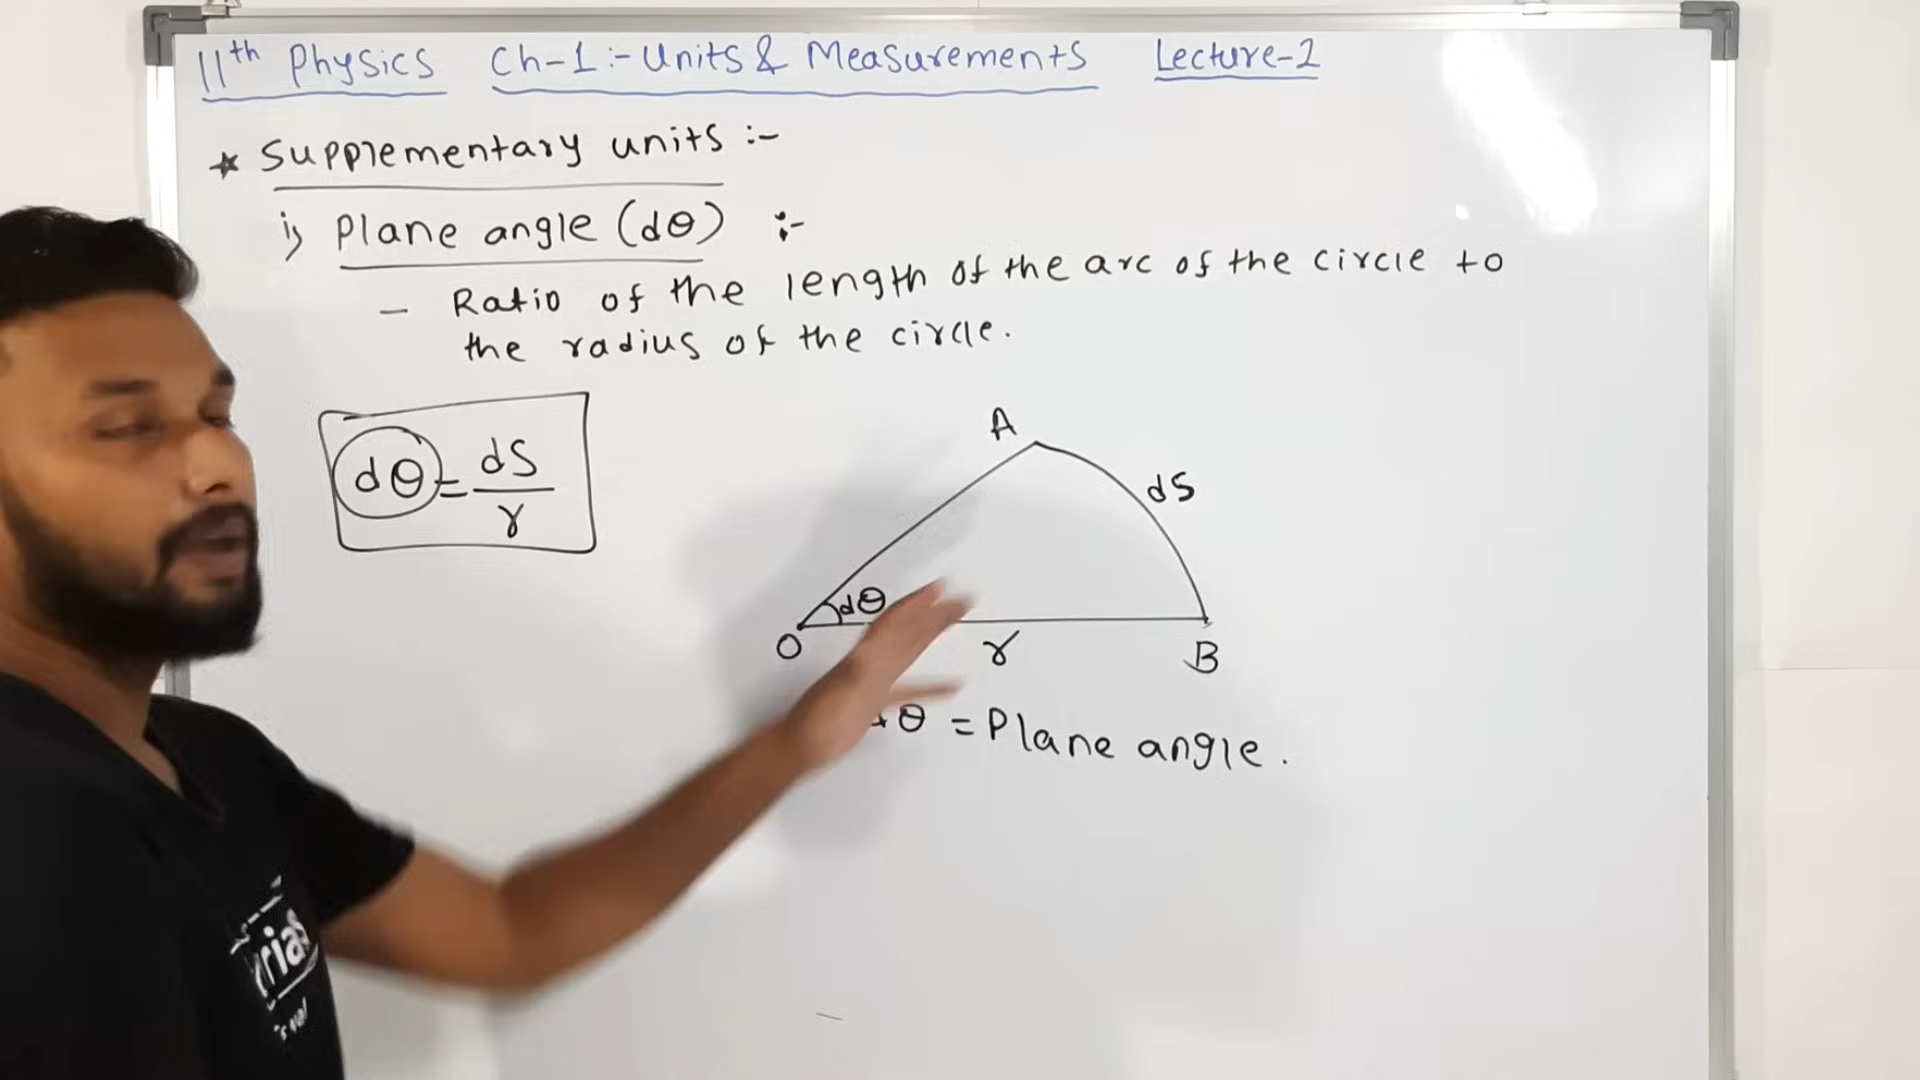 11th Physics Ch-1:- Units & Measurements Lecture-2
* Supplementary units :-
i) Plane angle (dθ) :-
- Ratio of the length of the arc of the circle to
the radius of the circle.
dθ = dS/r
A
dS
dθ
O
r
B
dθ = Plane angle.